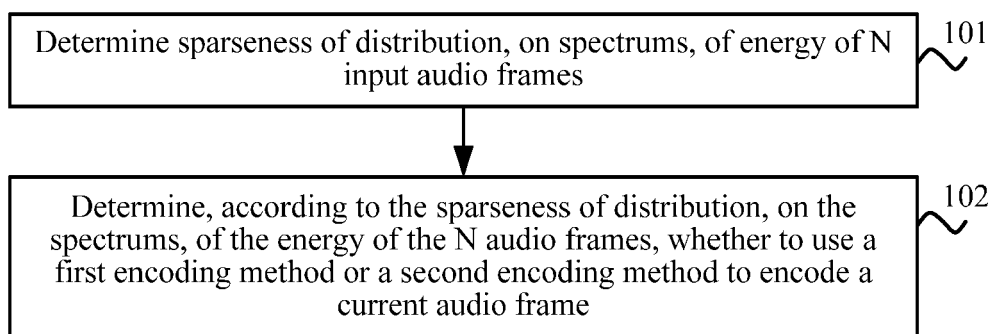 Determine sparseness of distribution, on spectrums, of energy of N
input audio frames
101
Determine, according to the sparseness of distribution, on the
spectrums, of the energy of the N audio frames, whether to use a
first encoding method or a second encoding method to encode a
current audio frame
102